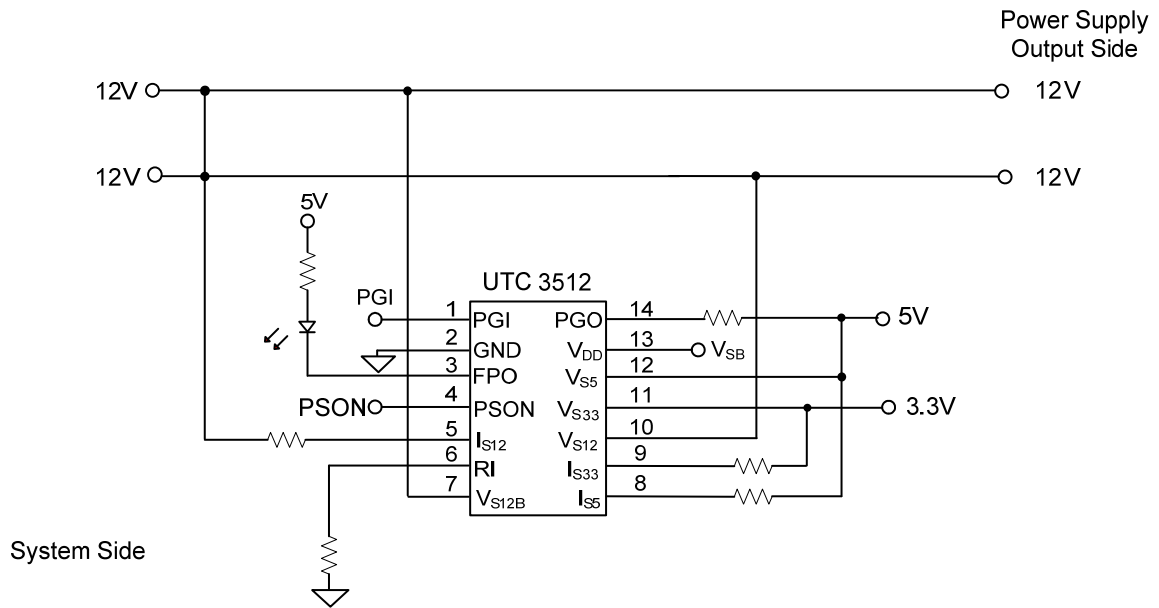 Power Supply
Output Side
12V
12V
12V
12V
5V
UTC 3512
PGI
1
PGI
2
GND
3
FPO
PSON
4
PSON
5
IS12
6
RI
7
VS12B
14
PGO
5V
13
VDD
VSB
12
VS5
11
VS33
3.3V
10
VS12
9
IS33
8
IS5
System Side